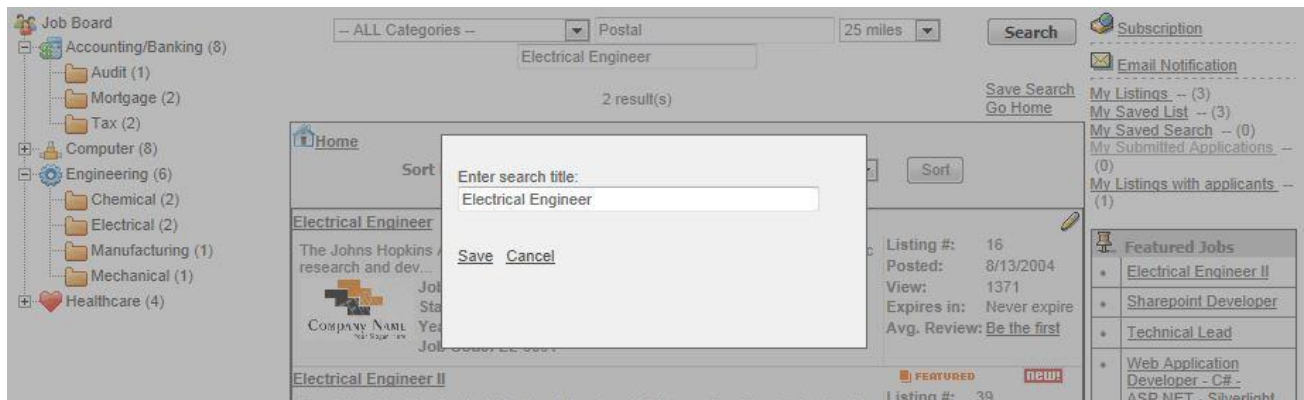 Job Board
Accounting/Banking (8)
Audit (1)
Mortgage (2)
Tax (2)
Computer (8)
Engineering (6)
Chemical (2)
Electrical (2)
Manufacturing (1)
Mechanical (1)
Healthcare (4)
-- ALL Categories -- Postal 25 miles Search
Electrical Engineer
2 result(s)
Save Search
Go Home
Home
Sort Sort
Enter search title:
Electrical Engineer
Save Cancel
Electrical Engineer
The Johns Hopkins
research and dev...
COMPANY NAME
Listing #: 16
Posted: 8/13/2004
View: 1371
Expires in: Never expire
Avg. Review: Be the first
Electrical Engineer II
FEATURED new!
Listing #: 39
Subscription
Email Notification
My Listings -- (3)
My Saved List -- (3)
My Saved Search -- (0)
My Submitted Applications --
(0)
My Listings with applicants --
(1)
Featured Jobs
Electrical Engineer II
Sharepoint Developer
Technical Lead
Web Application
Developer - C# -
ASP.NET - Silverlight